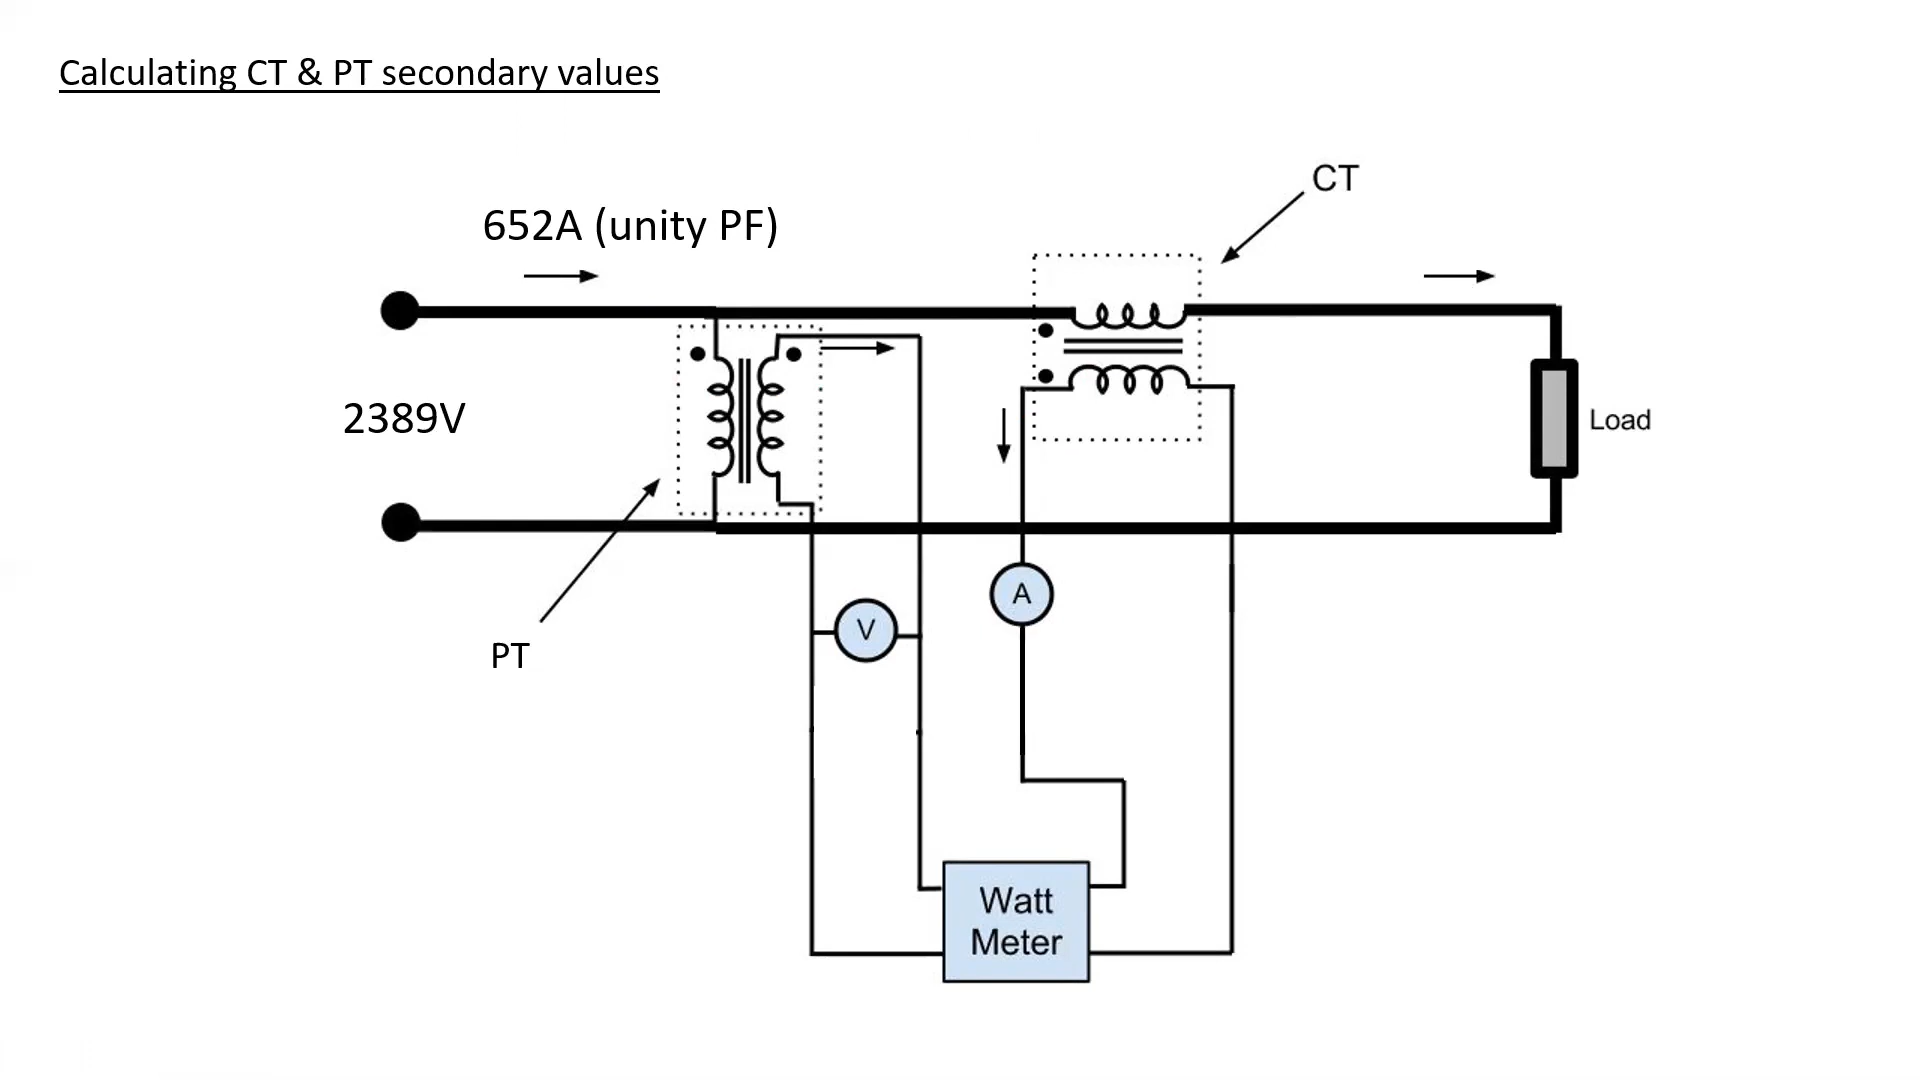 Calculating CT & PT secondary values
CT
652A (unity PF)
2389V
Load
A
V
PT
Watt
Meter